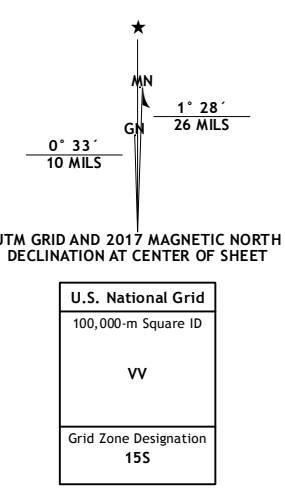 ★
MN
1° 28´
26 MILS
GN
0° 33´
10 MILS
UTM GRID AND 2017 MAGNETIC NORTH
DECLINATION AT CENTER OF SHEET
U.S. National Grid
100,000-m Square ID
VV
Grid Zone Designation
15S